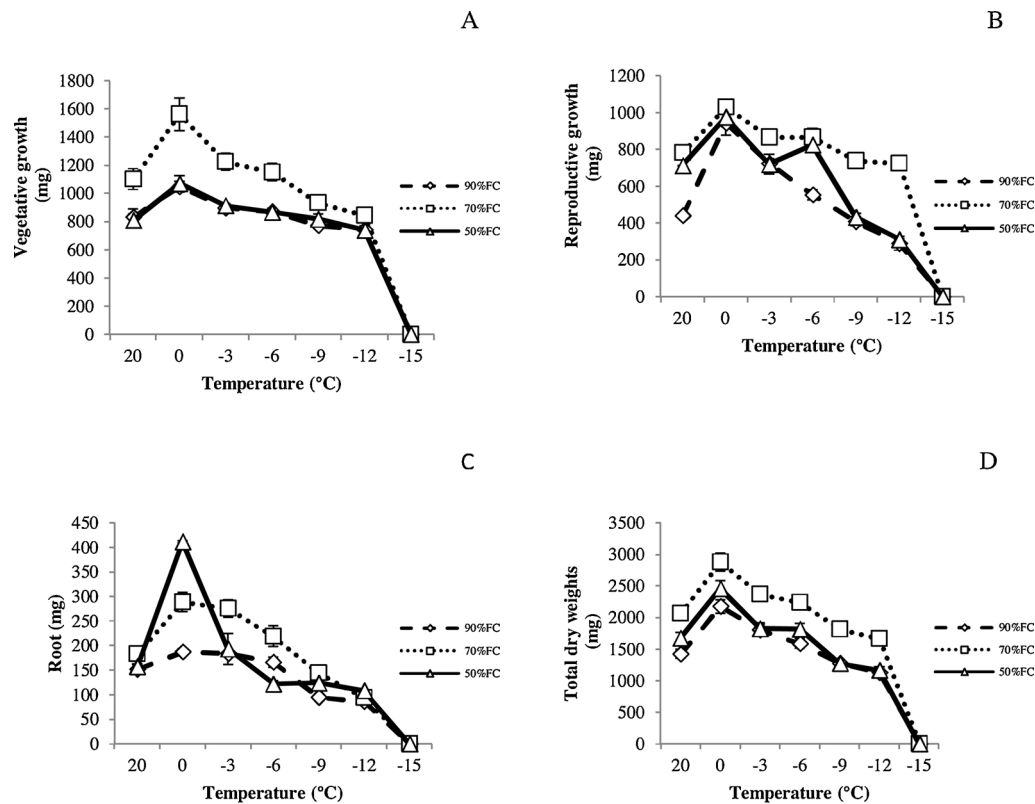 A
Vegetative growth
(mg)
1800
1600
1400
1200
1000
800
600
400
200
0
20 0 -3 -6 -9 -12 -15
Temperature (°C)
90%FC
70%FC
50%FC
B
Reproductive growth
(mg)
1200
1000
800
600
400
200
0
20 0 -3 -6 -9 -12 -15
Temperature (°C)
90%FC
70%FC
50%FC
C
Root (mg)
450
400
350
300
250
200
150
100
50
0
20 0 -3 -6 -9 -12 -15
Temperature (°C)
90%FC
70%FC
50%FC
D
Total dry weights
(mg)
3500
3000
2500
2000
1500
1000
500
0
20 0 -3 -6 -9 -12 -15
Temperature (°C)
90%FC
70%FC
50%FC